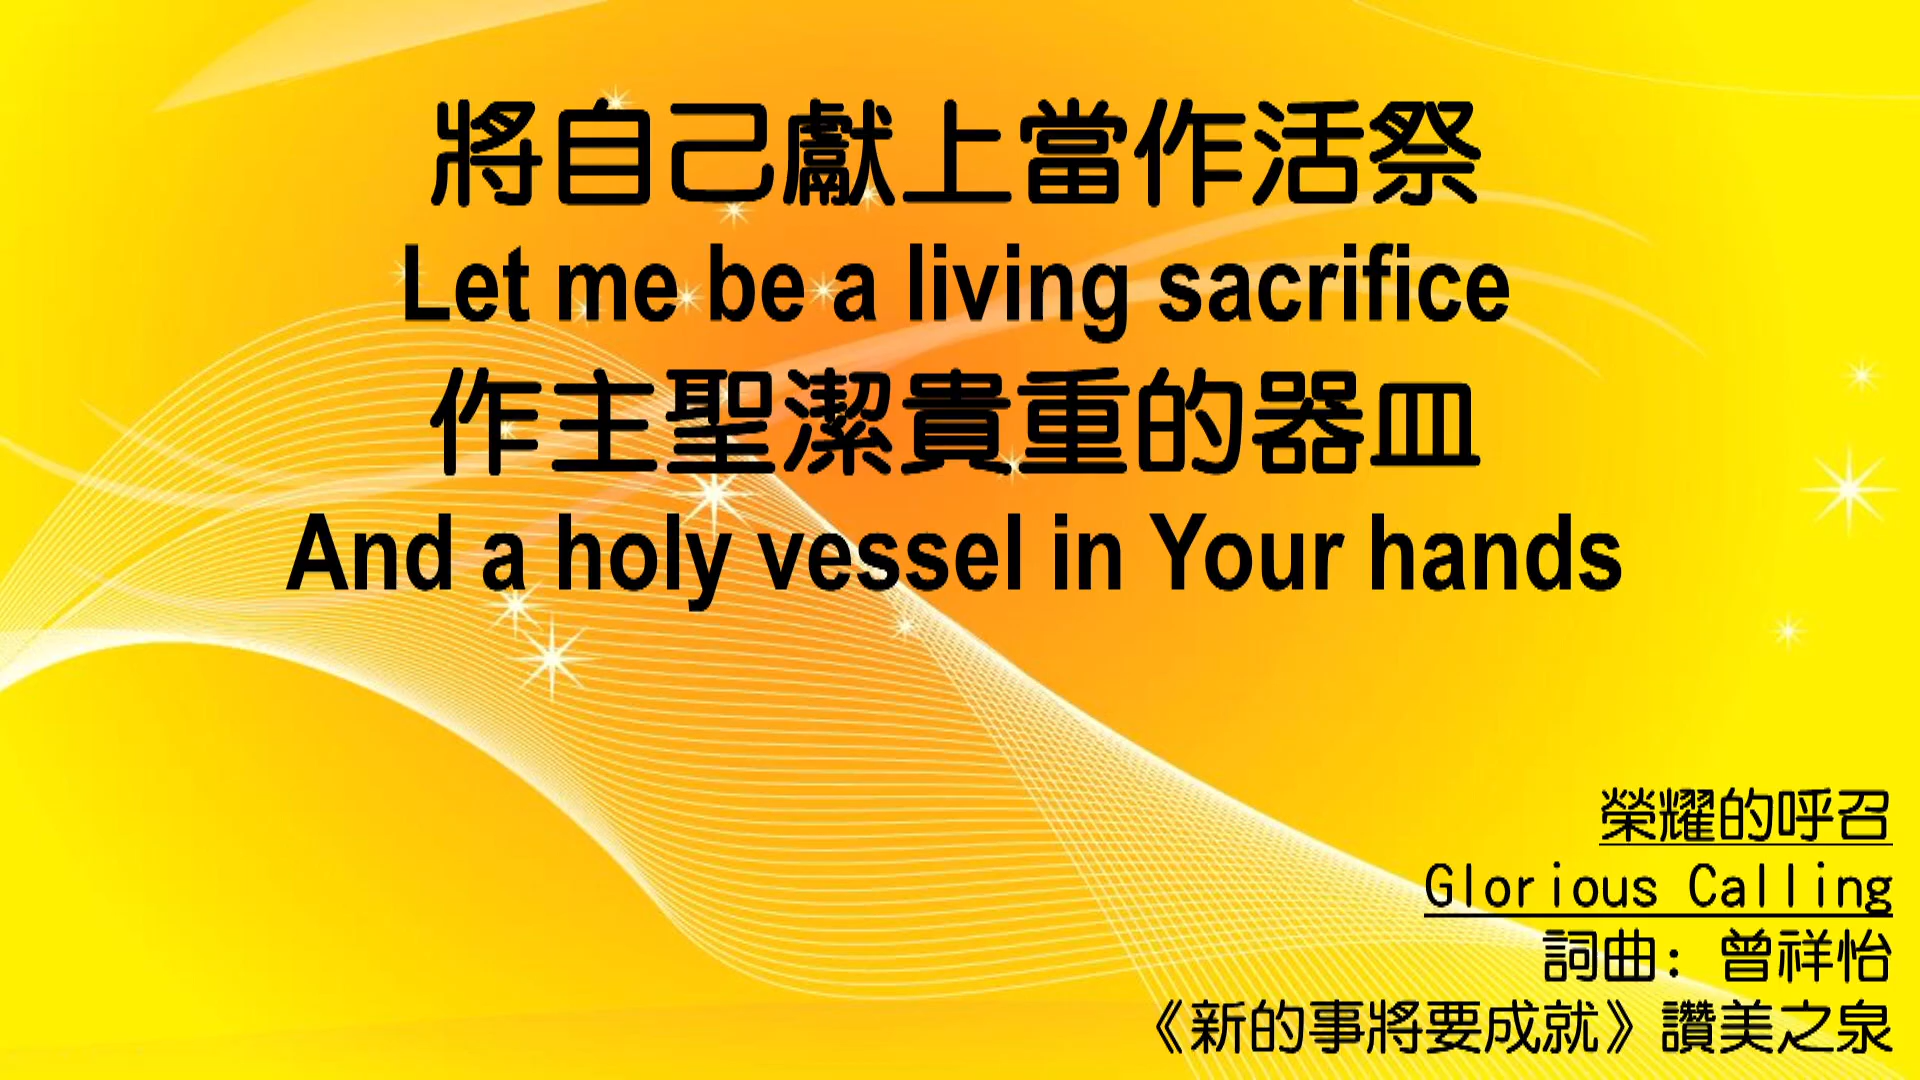 將自己獻上當作活祭
Let me be a living sacrifice
作主聖潔貴重的器皿
And a holy vessel in Your hands
榮耀的呼召
Glorious Calling
詞曲: 曾祥怡
《新的事將要成就》讚美之泉